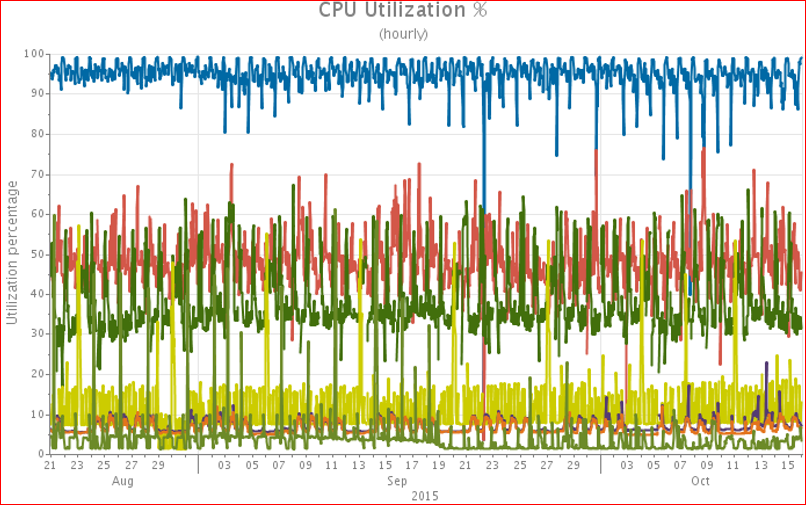 CPU Utilization %
(hourly)
Utilization percentage
100
90
80
70
60
50
40
30
20
10
0
21 23 25 27 29 03 05 07 09 11 13 15 17 19 21 23 25 27 29 03 05 07 09 11 13 15
Aug Sep Oct
2015